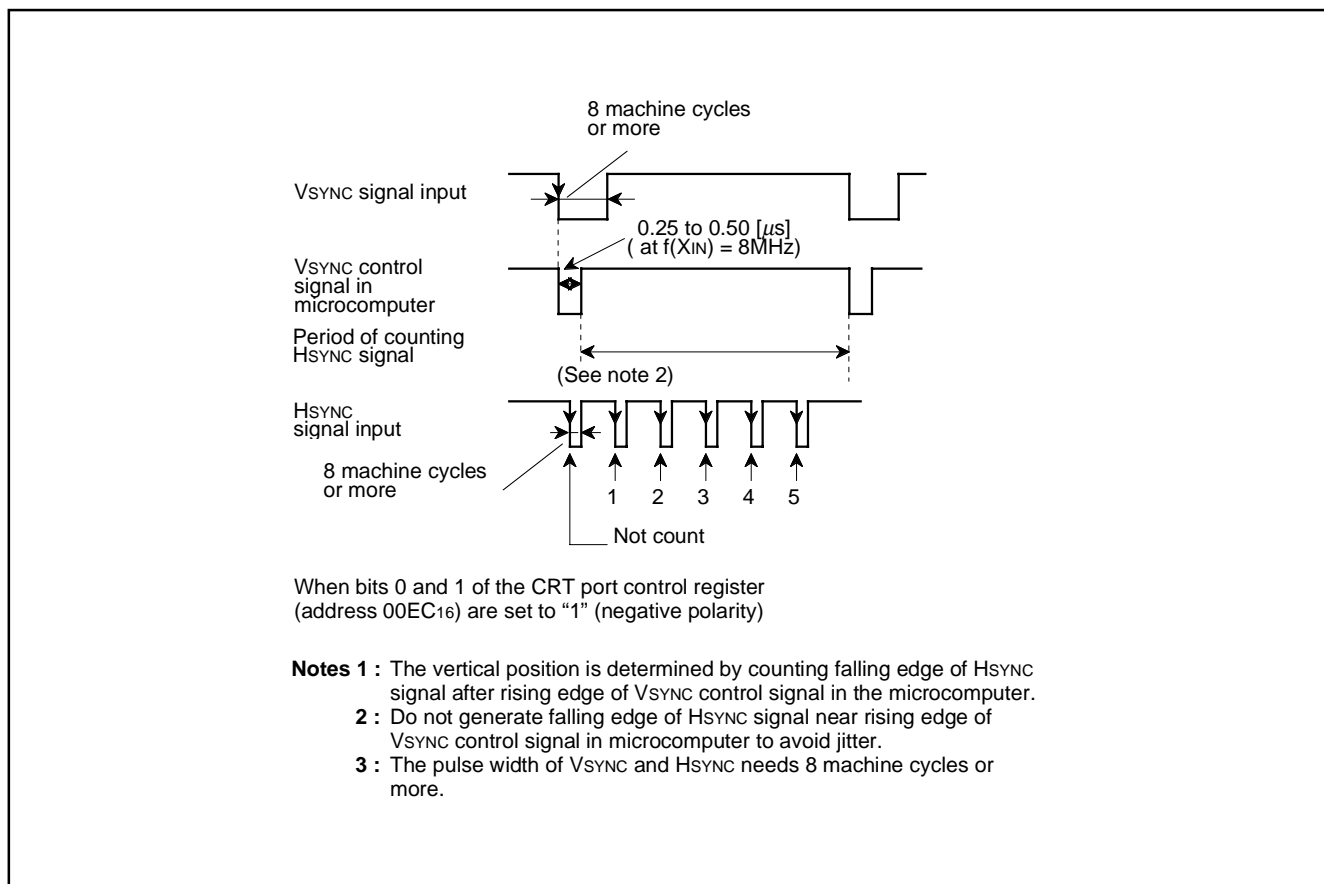 8 machine cycles
or more
VSYNC signal input
0.25 to 0.50 [μs]
( at f(XIN) = 8MHz)
VSYNC control
signal in
microcomputer
Period of counting
HSYNC signal
(See note 2)
HSYNC
signal input
8 machine cycles
or more
1 2 3 4 5
Not count
When bits 0 and 1 of the CRT port control register
(address 00EC16) are set to “1” (negative polarity)
Notes 1 : The vertical position is determined by counting falling edge of HSYNC
signal after rising edge of VSYNC control signal in the microcomputer.
2 : Do not generate falling edge of HSYNC signal near rising edge of
VSYNC control signal in microcomputer to avoid jitter.
3 : The pulse width of VSYNC and HSYNC needs 8 machine cycles or
more.